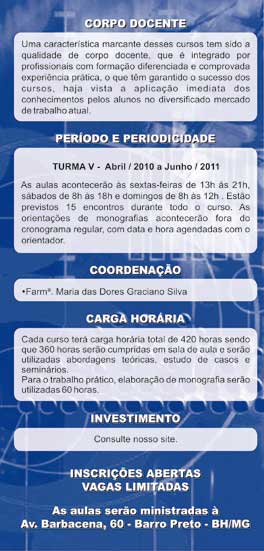 CORPO DOCENTE
Uma característica marcante desses cursos tem sido a
qualidade de corpo docente, que é integrado por
profissionais com formação diferenciada e comprovada
experiência prática, o que têm garantido o sucesso dos
cursos, haja vista a aplicação imediata dos
conhecimentos pelos alunos no diversificado mercado
de trabalho atual.
PERÍODO E PERIODICIDADE
TURMA V - Abril / 2010 a Junho / 2011
As aulas acontecerão às sextas-feiras de 13h às 21h,
sábados de 8h às 18h e domingos de 8h às 12h . Estão
previstos 15 encontros durante todo o curso. As
orientações de monografias acontecerão fora do
cronograma regular, com data e hora agendadas com o
orientador.
COORDENAÇÃO
•Farmª. Maria das Dores Graciano Silva
CARGA HORÁRIA
Cada curso terá carga horária total de 420 horas sendo
que 360 horas serão cumpridas em sala de aula e serão
utilizadas abordagens teóricas, estudo de casos e
seminários.
Para o trabalho prático, elaboração de monografia serão
utilizadas 60 horas.
INVESTIMENTO
Consulte nosso site.
INSCRIÇÕES ABERTAS
VAGAS LIMITADAS
As aulas serão ministradas à
Av. Barbacena, 60 - Barro Preto - BH/MG